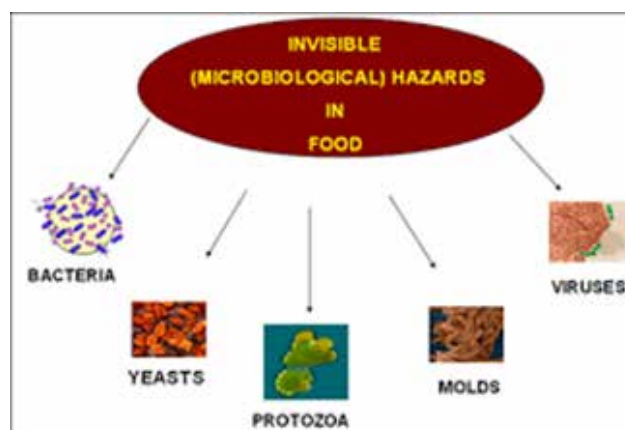 INVISIBLE
(MICROBIOLOGICAL) HAZARDS
IN
FOOD
BACTERIA
YEASTS
PROTOZOA
MOLDS
VIRUSES